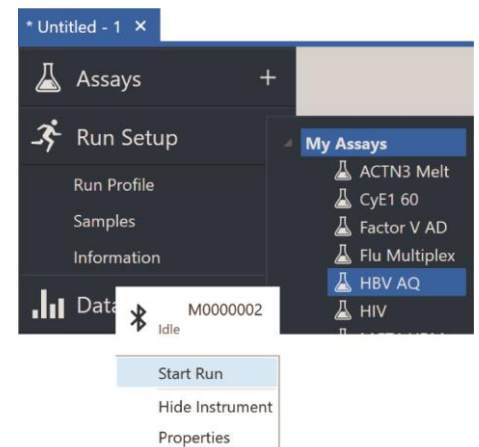 * Untitled - 1 ×
Assays +
Run Setup
My Assays
ACTN3 Melt
Run Profile
CyE1 60
Samples
Factor V AD
Information
Flu Multiplex
HBV AQ
Data
M0000002
HIV
Idle
Start Run
Hide Instrument
Properties